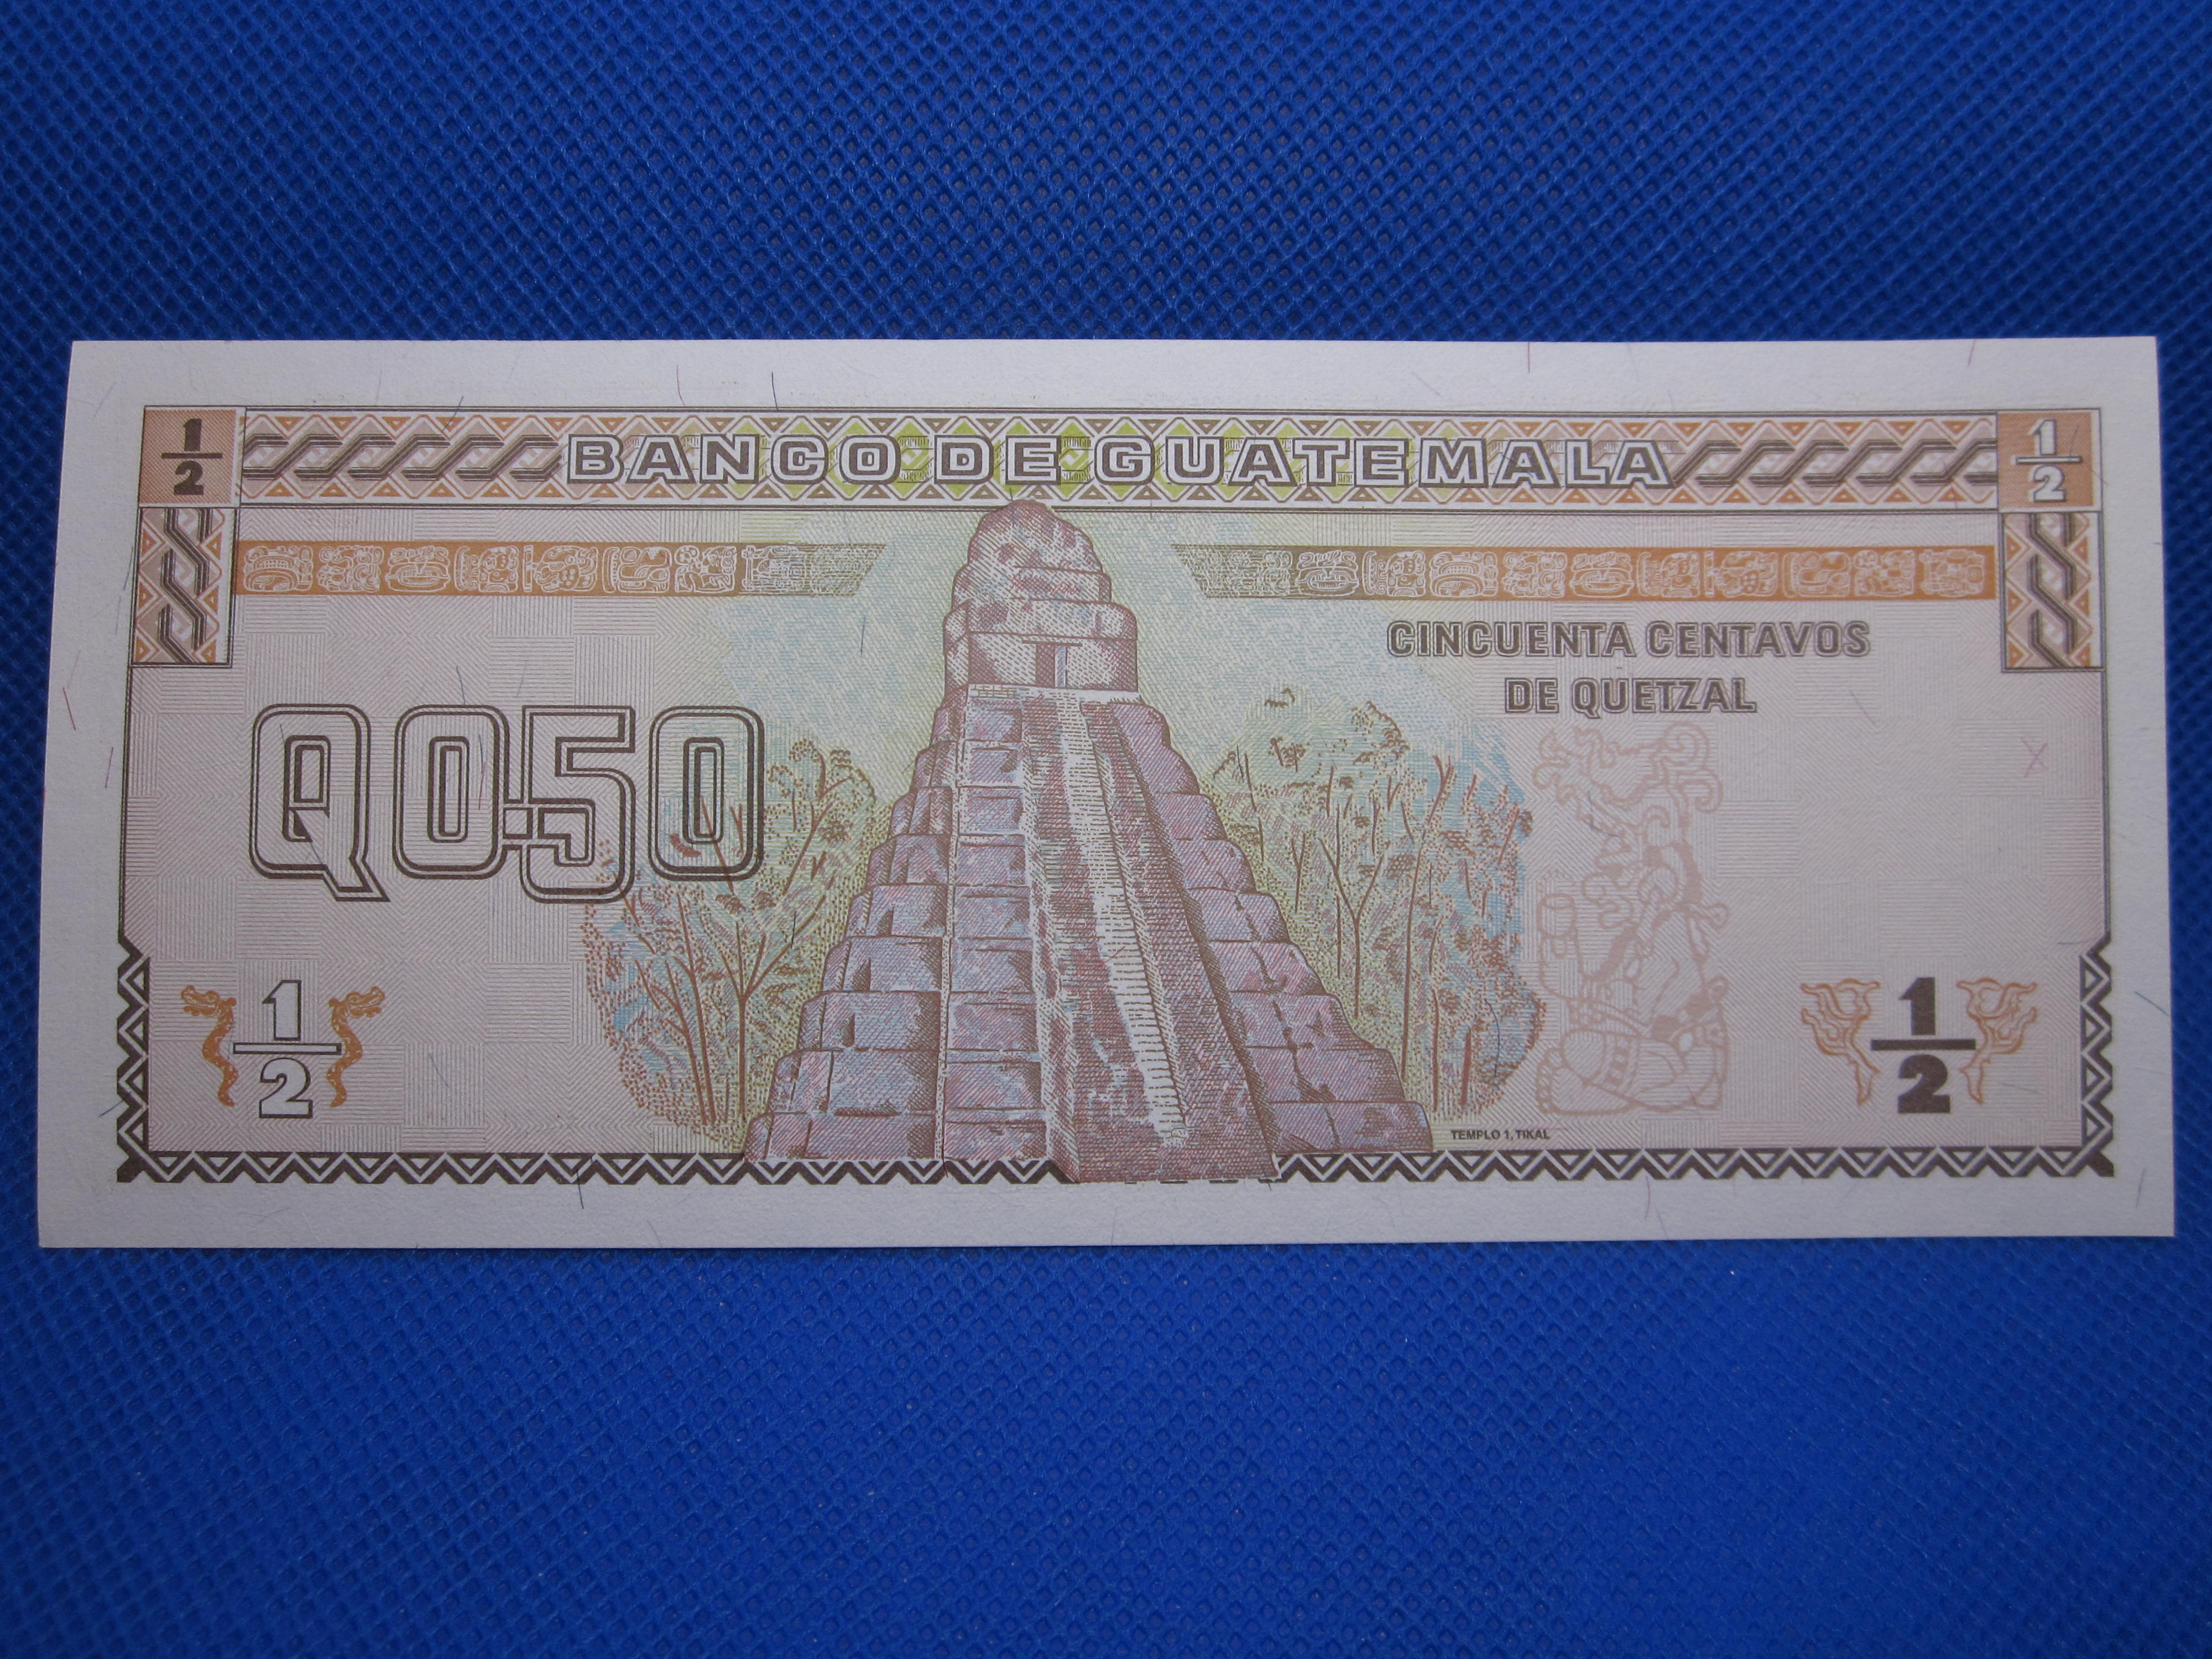 1/2
BANCO DE GUATEMALA
1/2
CINCUENTA CENTAVOS
DE QUETZAL
Q 0.50
1/2
1/2
TEMPLO 1, TIKAL